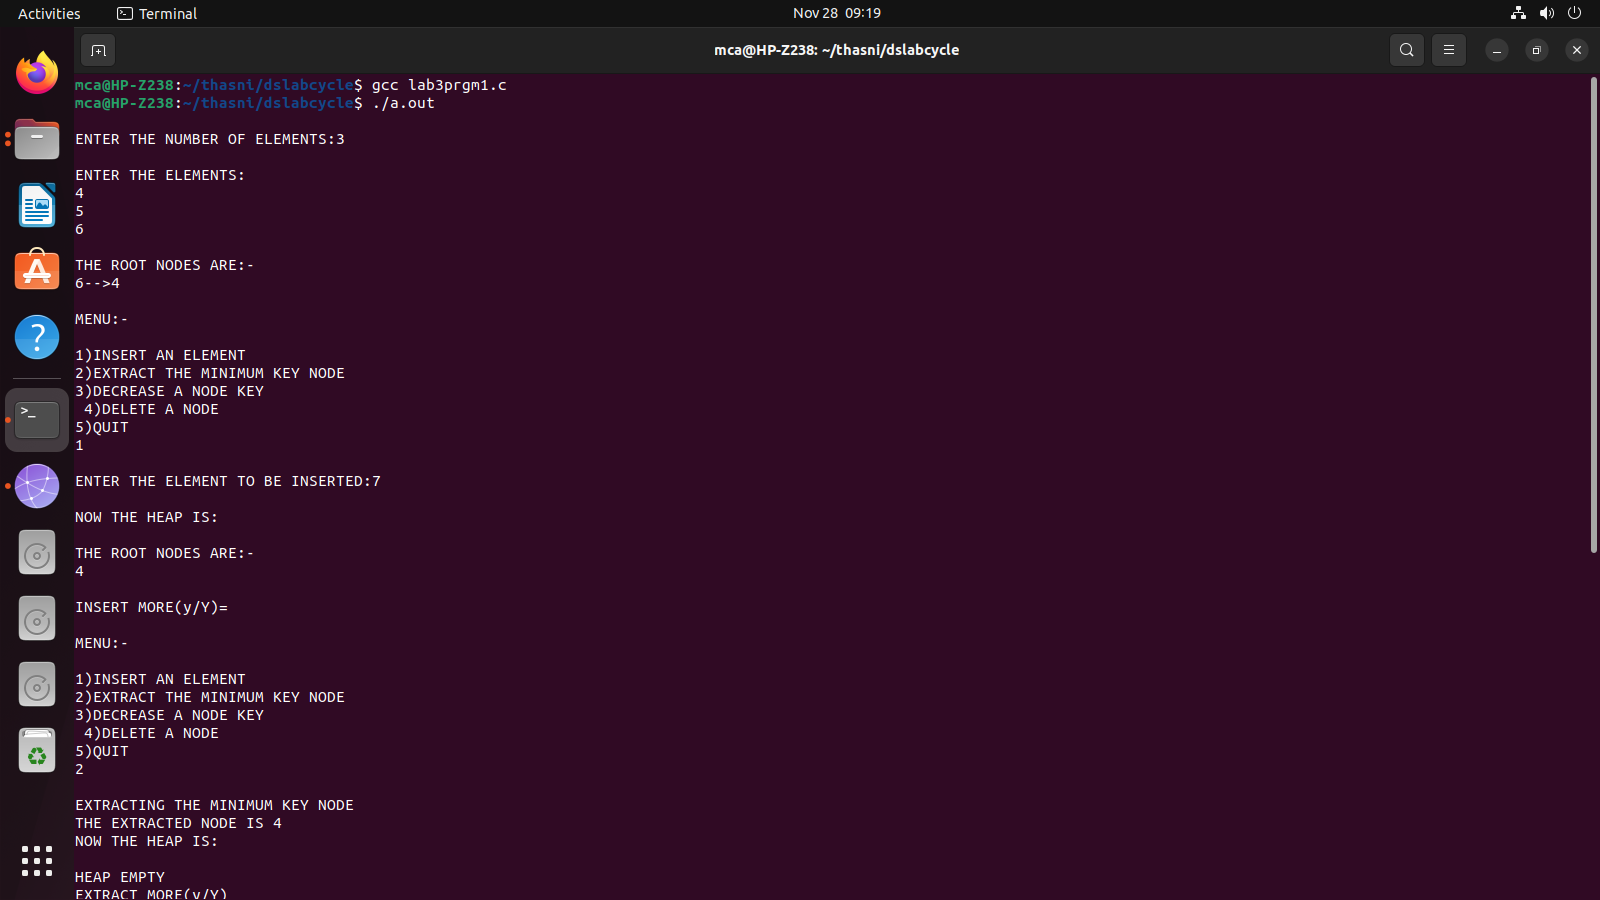 Activities
Terminal
Nov 28 09:19
mca@HP-Z238: ~/thasni/dslabcycle
mca@HP-Z238:~/thasni/dslabcycle$ gcc lab3prgm1.c
mca@HP-Z238:~/thasni/dslabcycle$ ./a.out
ENTER THE NUMBER OF ELEMENTS:3
ENTER THE ELEMENTS:
4
5
6
THE ROOT NODES ARE:-
6-->4
MENU:-
1)INSERT AN ELEMENT
2)EXTRACT THE MINIMUM KEY NODE
3)DECREASE A NODE KEY
4)DELETE A NODE
5)QUIT
1
ENTER THE ELEMENT TO BE INSERTED:7
NOW THE HEAP IS:
THE ROOT NODES ARE:-
4
INSERT MORE(y/Y)=
MENU:-
1)INSERT AN ELEMENT
2)EXTRACT THE MINIMUM KEY NODE
3)DECREASE A NODE KEY
4)DELETE A NODE
5)QUIT
2
EXTRACTING THE MINIMUM KEY NODE
THE EXTRACTED NODE IS 4
NOW THE HEAP IS:
HEAP EMPTY
EXTRACT MORE(y/Y)